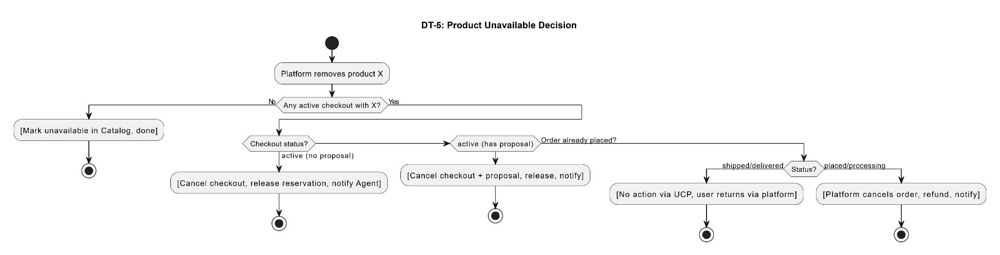 DT-5: Product Unavailable Decision
Platform removes product X
No
Any active checkout with X?
Yes
[Mark unavailable in Catalog, done]
Checkout status?
active (no proposal)
[Cancel checkout, release reservation, notify Agent]
active (has proposal)
[Cancel checkout + proposal, release, notify]
Order already placed?
shipped/delivered
Status?
placed/processing
[No action via UCP, user returns via platform]
[Platform cancels order, refund, notify]